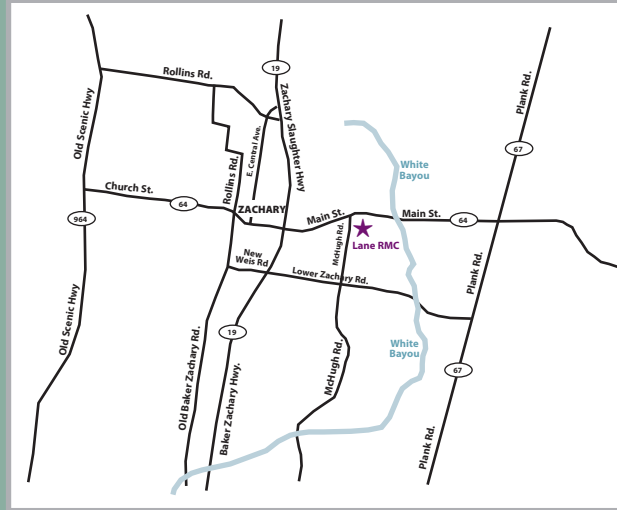 Rollins Rd.
19
Old Scenic Hwy
Zachary Slaughter Hwy
Plank Rd.
E. Central Ave.
67
White
Bayou
Rollins Rd,
Church St.
64
ZACHARY
Main St.
Main St.
64
964
McHugh Rd.
Lane RMC
New
Weis Rd
Lower Zachary Rd.
Plank Rd.
Old Scenic Hwy
19
White
Bayou
Old Baker Zachary Rd.
Baker Zachary Hwy.
McHugh Rd.
67
Plank Rd.